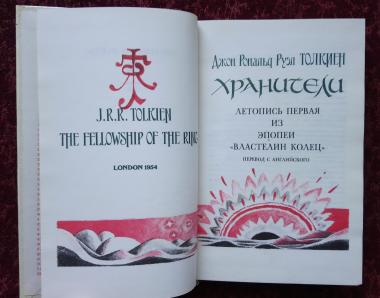 J.R.R. TOLKIEN
THE FELLOWSHIP OF THE RING
LONDON 1954
Джон Рональд Руэл ТОЛКИЕН
ХРАНИТЕЛИ
ЛЕТОПИСЬ ПЕРВАЯ
ИЗ
ЭПОПЕИ
«ВЛАСТЕЛИН КОЛЕЦ»
ПЕРЕВОД С АНГЛИЙСКОГО